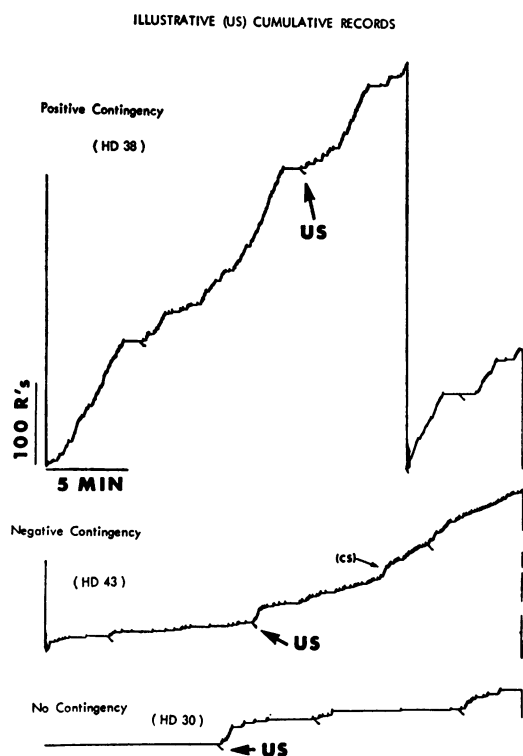 ILLUSTRATIVE (US) CUMULATIVE RECORDS
Positive Contingency
( HD 38 )
US
100 R's
5 MIN
Negative Contingency
( HD 43 )
(CS)
US
No Contingency
( HD 30 )
US